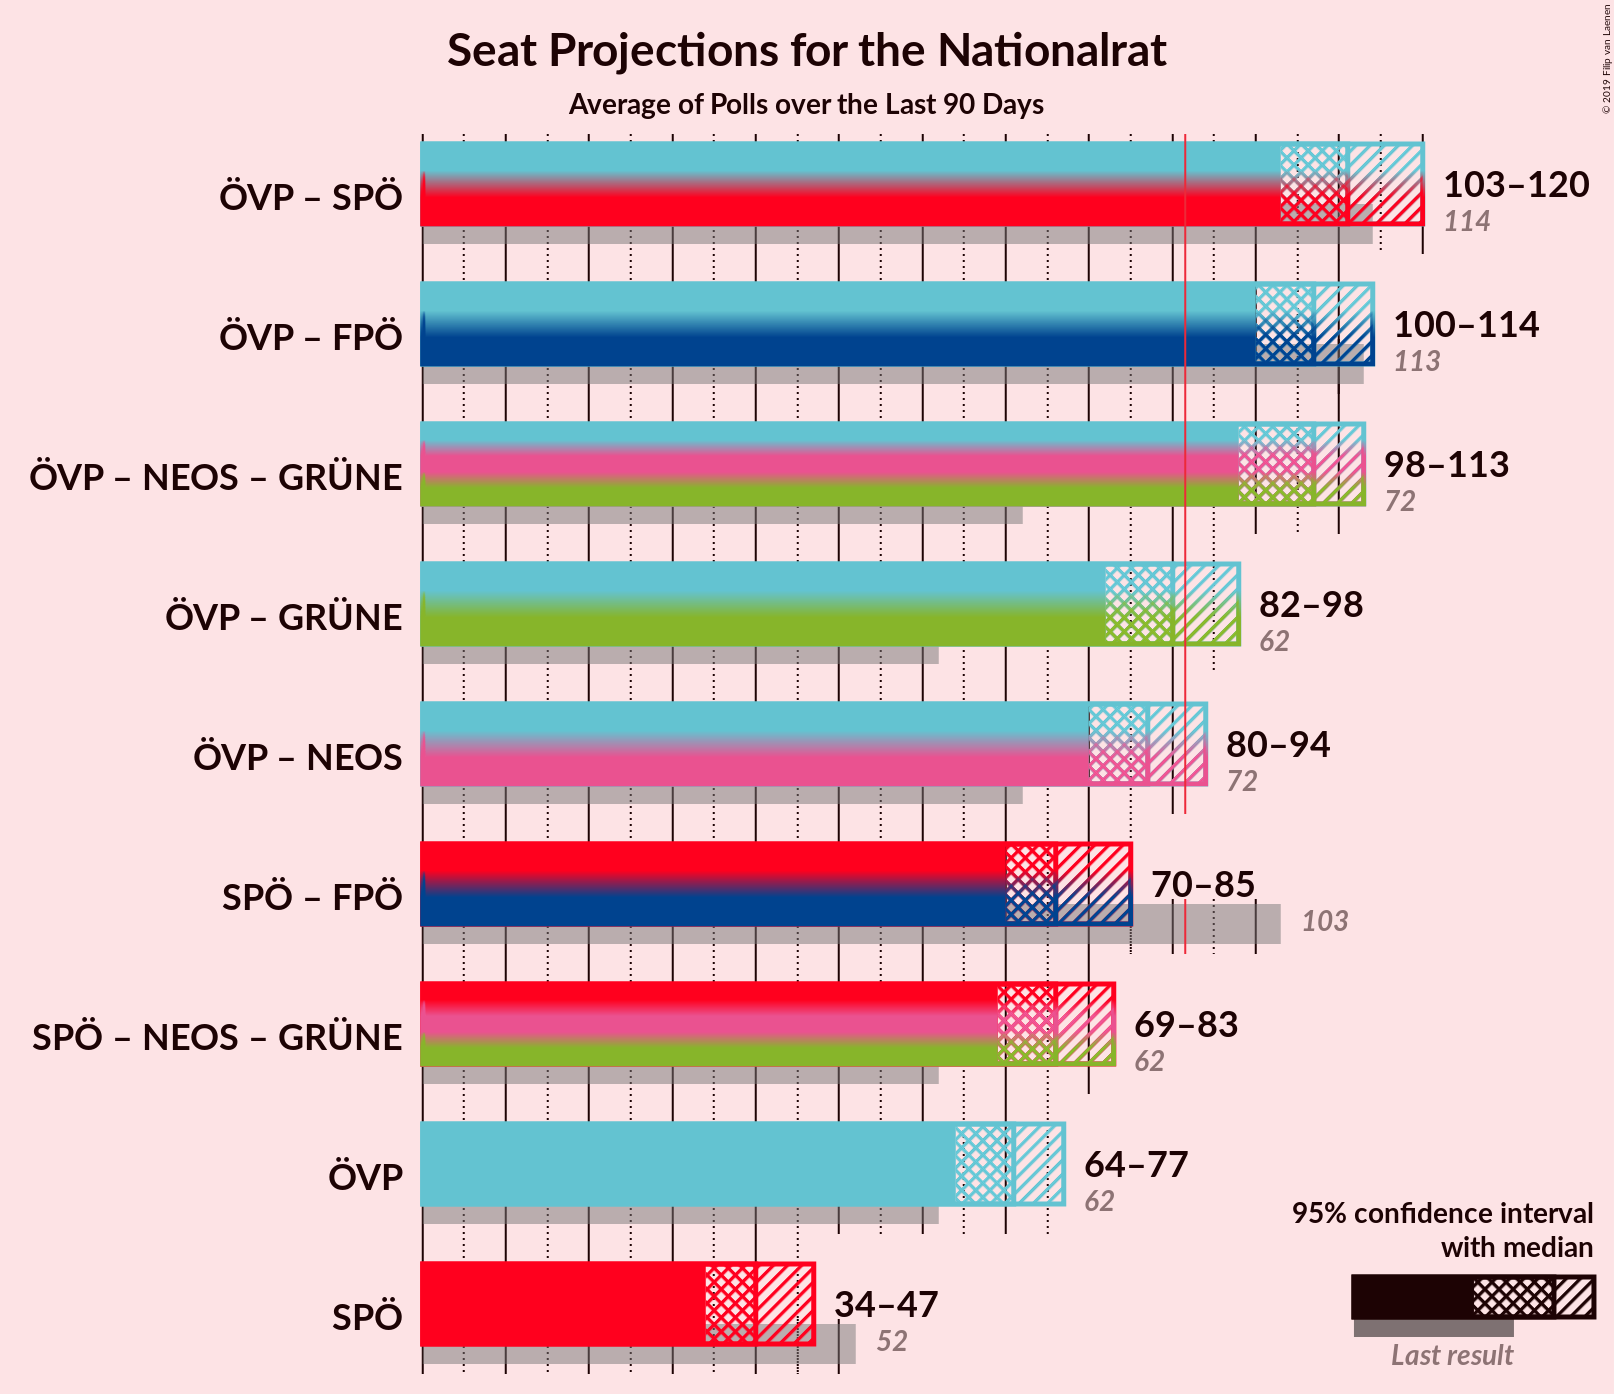 Seat Projections for the Nationalrat
Average of Polls over the Last 90 Days
© 2019 Filip van Laenen
ÖVP – SPÖ
103–120
114
ÖVP – FPÖ
100–114
113
ÖVP – NEOS – GRÜNE
98–113
72
ÖVP – GRÜNE
82–98
62
ÖVP – NEOS
80–94
72
SPÖ – FPÖ
70–85
103
SPÖ – NEOS – GRÜNE
69–83
62
ÖVP
64–77
62
SPÖ
34–47
52
95% confidence interval
with median
Last result